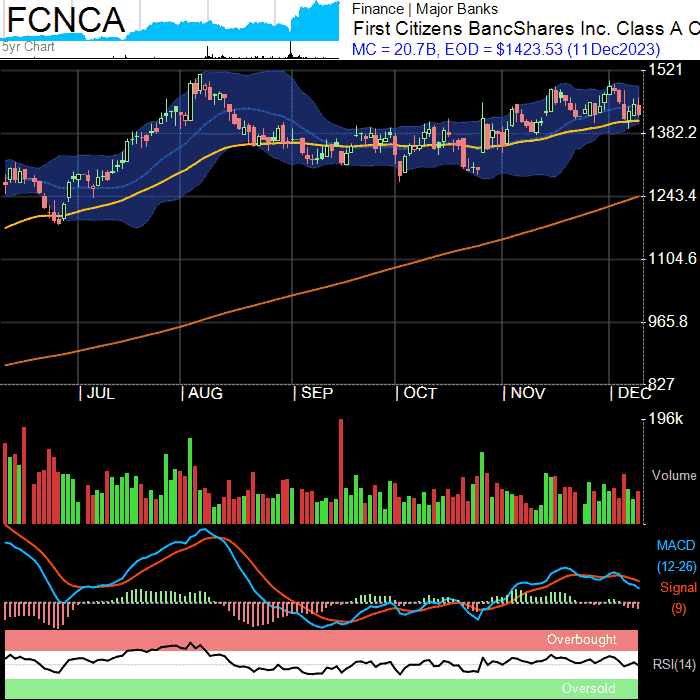 FCNCA
5yr Chart
Finance | Major Banks
First Citizens BancShares Inc. Class A C
MC = 20.7B, EOD = $1423.53 (11Dec2023)
1521
1382.2
1243.4
1104.6
965.8
827
JUL
AUG
SEP
OCT
NOV
DEC
196k
Volume
MACD
(12-26)
Signal
(9)
Overbought
RSI(14)
Oversold